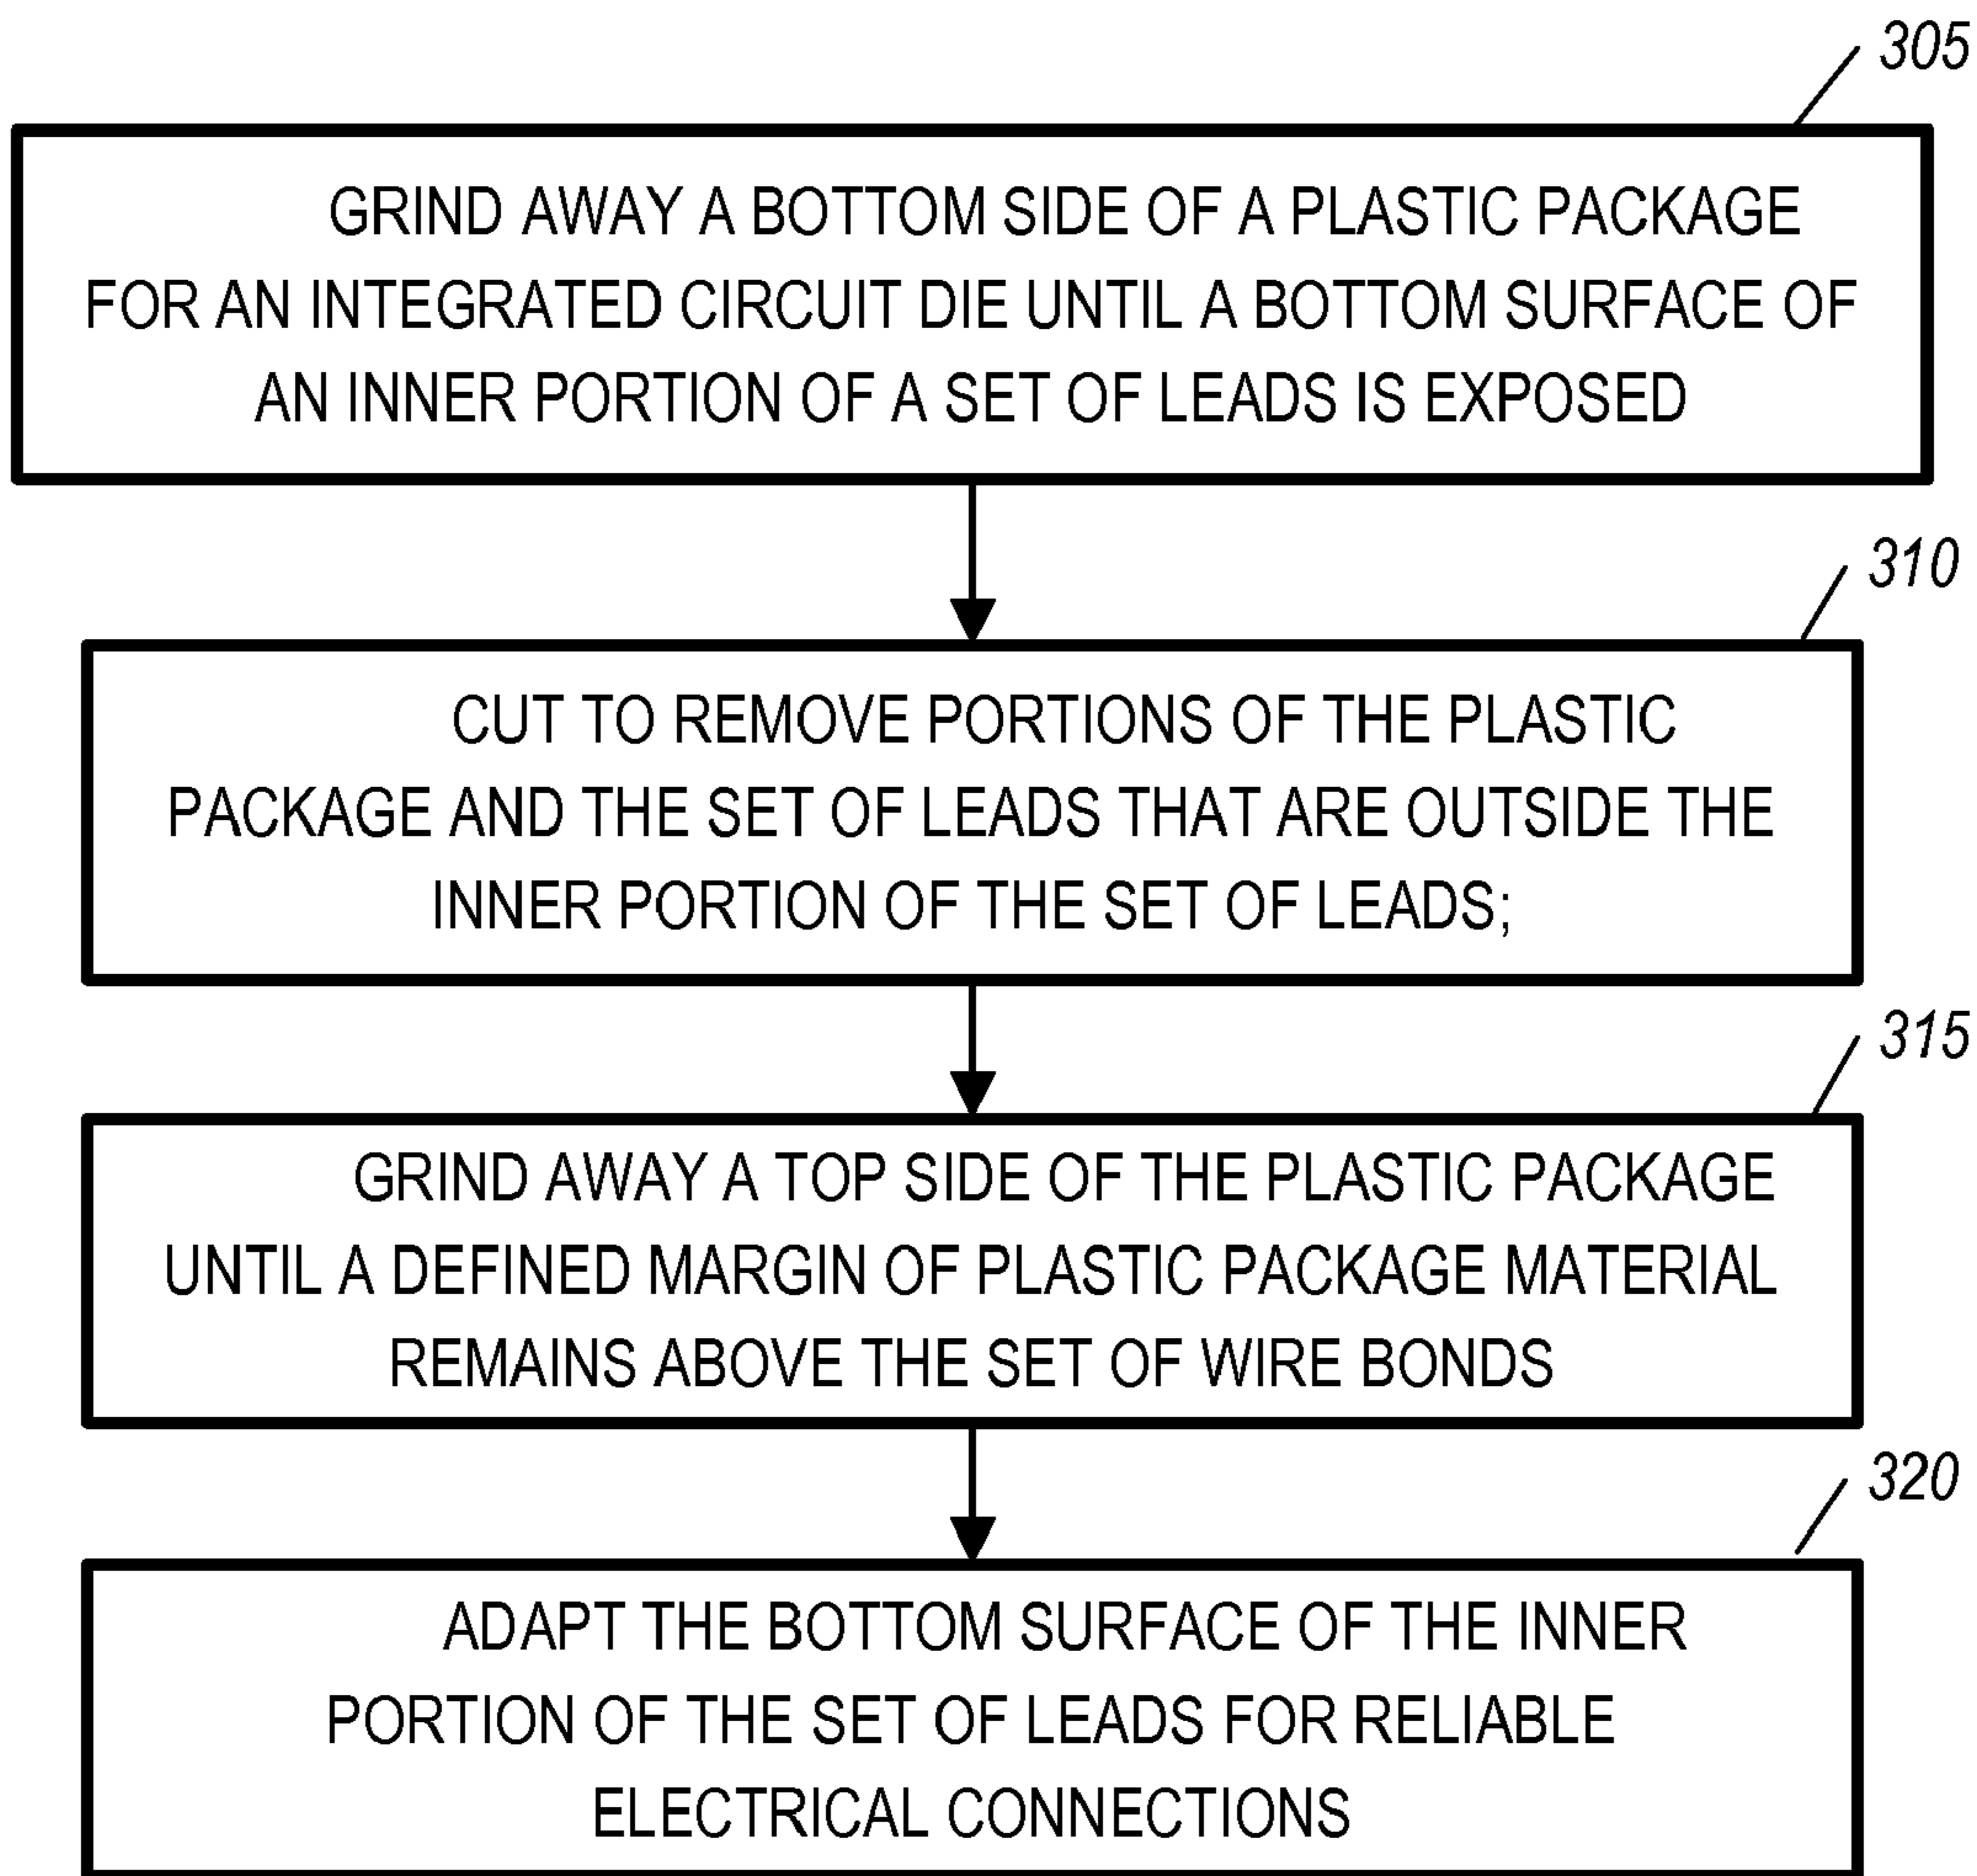 305
GRIND AWAY A BOTTOM SIDE OF A PLASTIC PACKAGE
FOR AN INTEGRATED CIRCUIT DIE UNTIL A BOTTOM SURFACE OF
AN INNER PORTION OF A SET OF LEADS IS EXPOSED
310
CUT TO REMOVE PORTIONS OF THE PLASTIC
PACKAGE AND THE SET OF LEADS THAT ARE OUTSIDE THE
INNER PORTION OF THE SET OF LEADS;
315
GRIND AWAY A TOP SIDE OF THE PLASTIC PACKAGE
UNTIL A DEFINED MARGIN OF PLASTIC PACKAGE MATERIAL
REMAINS ABOVE THE SET OF WIRE BONDS
320
ADAPT THE BOTTOM SURFACE OF THE INNER
PORTION OF THE SET OF LEADS FOR RELIABLE
ELECTRICAL CONNECTIONS